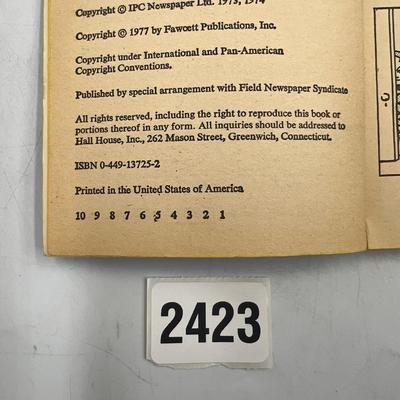 Copyright © IPC Newspaper Ltd. 1973, 1974
Copyright © 1977 by Fawcett Publications, Inc.
Copyright under International and Pan-American
Copyright Conventions.
Published by special arrangement with Field Newspaper Syndicate
All rights reserved, including the right to reproduce this book or
portions thereof in any form. All inquiries should be addressed to
Hall House, Inc., 262 Mason Street, Greenwich, Connecticut.
ISBN 0-449-13725-2
Printed in the United States of America
10 9 8 7 6 5 4 3 2 1
2423